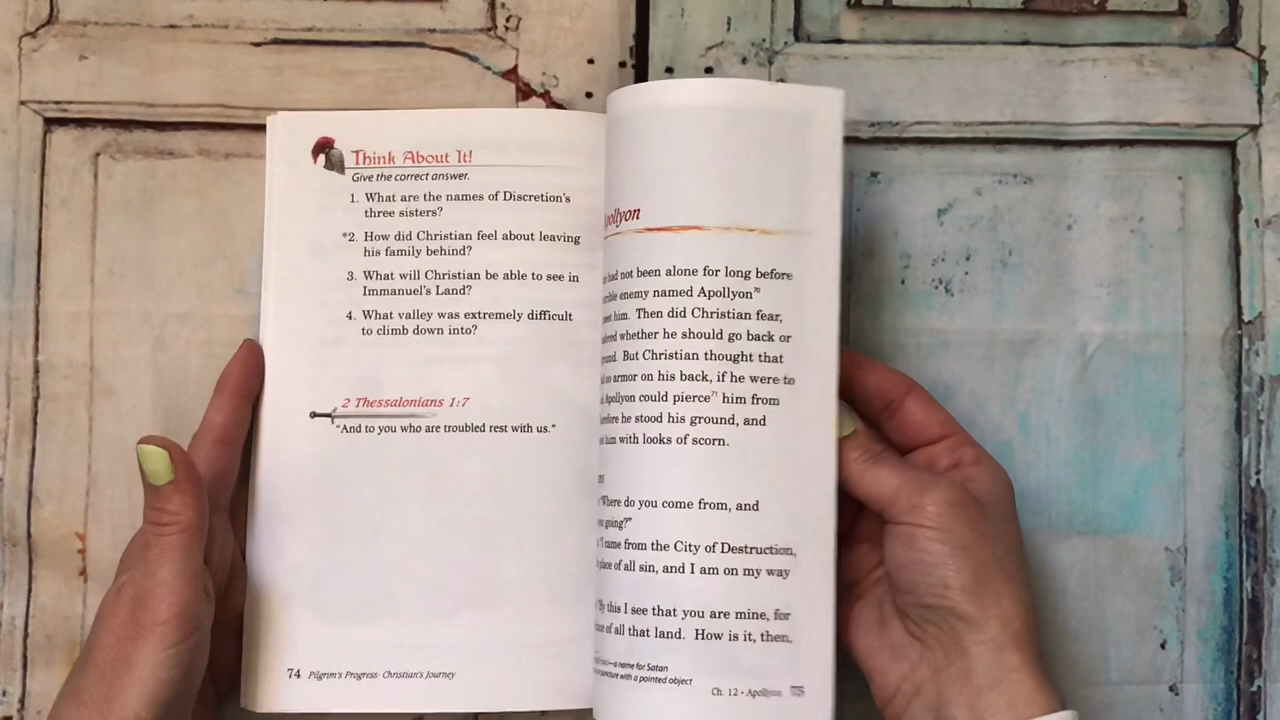 Think About It!
Give the correct answer.
1. What are the names of Discretion's
three sisters?
*2. How did Christian feel about leaving
his family behind?
3. What will Christian be able to see in
Immanuel's Land?
4. What valley was extremely difficult
to climb down into?
2 Thessalonians 1:7
"And to you who are troubled rest with us."
74 Pilgrim's Progress: Christian's Journey
had not been alone for long before
enemy named Apollyon70
him. Then did Christian fear,
whether he should go back or
But Christian thought that
armor on his back, if he were to
Apollyon could pierce71 him from
he stood his ground, and
him with looks of scorn.
"Where do you come from, and
going?"
"I came from the City of Destruction,
place of all sin, and I am on my way
"By this I see that you are mine, for
of all that land. How is it, then,
—a name for Satan
puncture with a pointed object
Ch. 12 • Apollyon 75